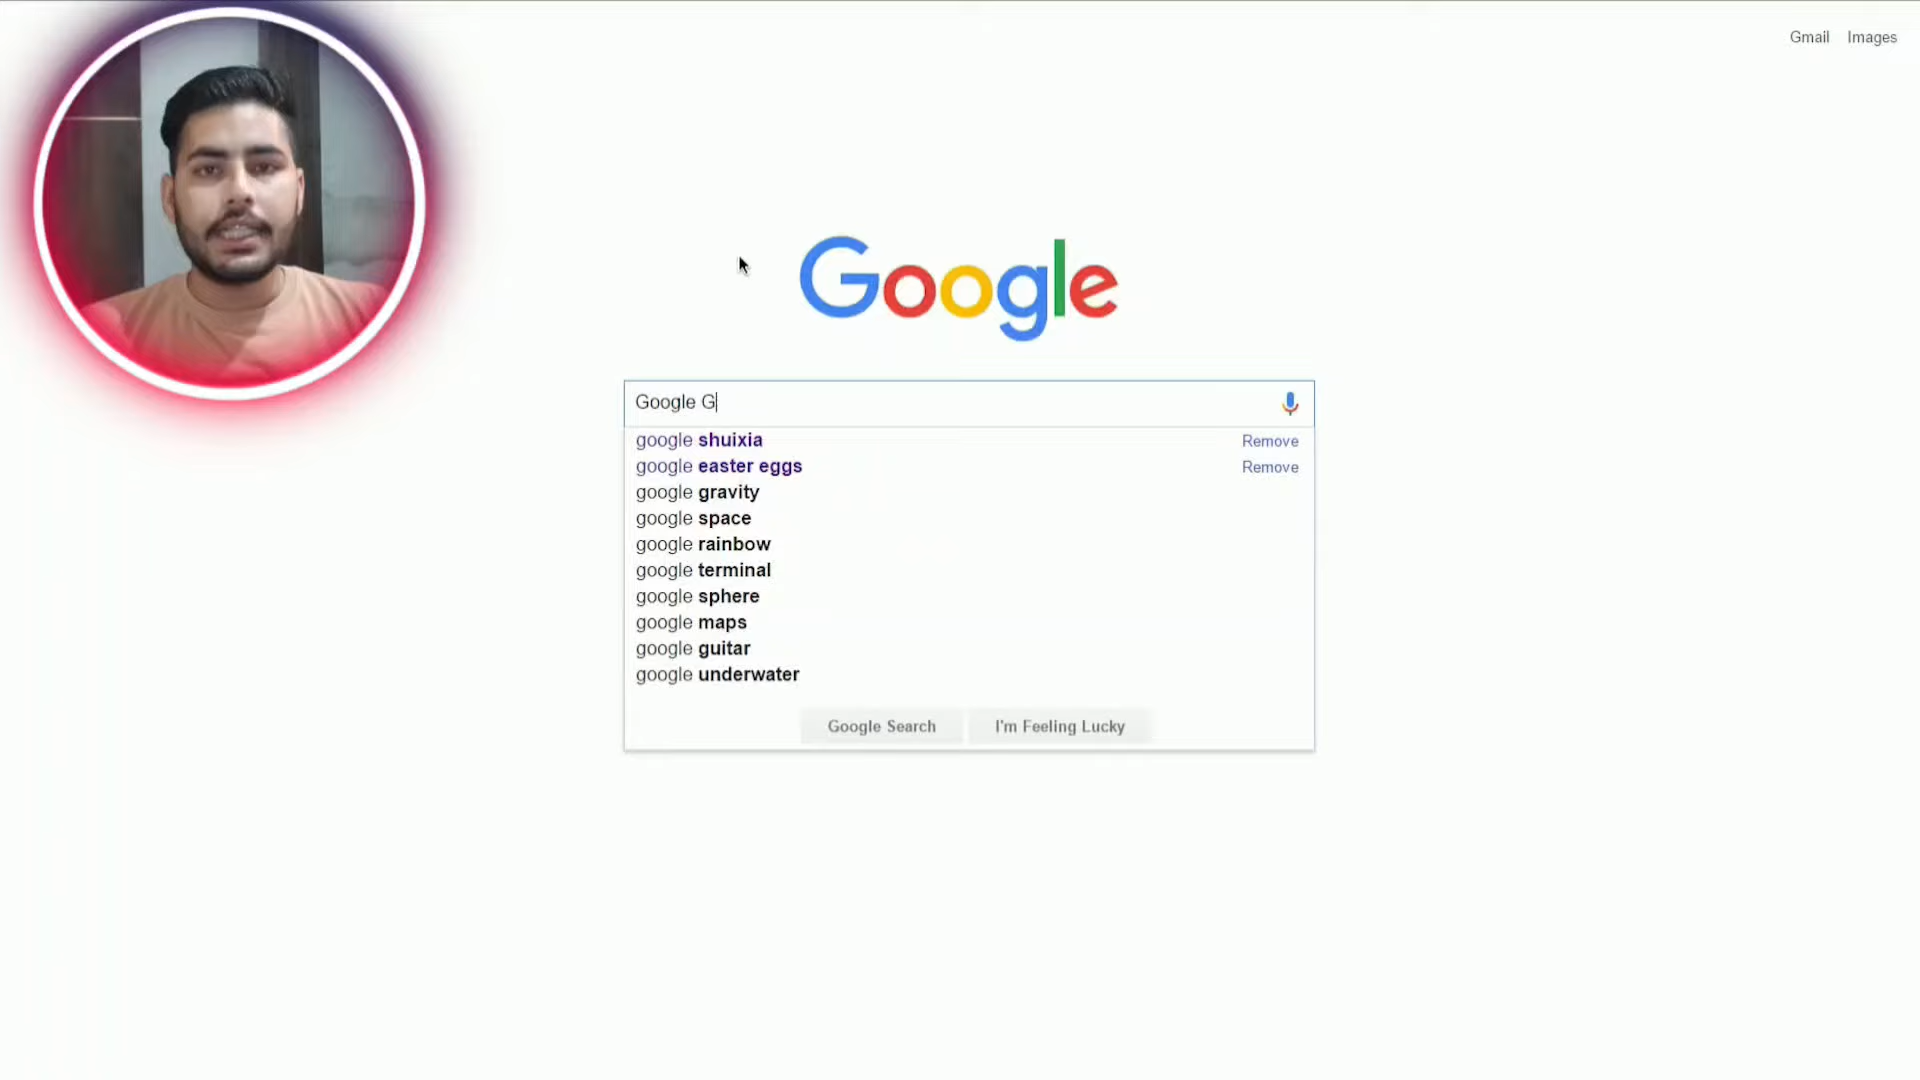 Gmail Images
Google
Google G
google shuixia Remove
google easter eggs Remove
google gravity
google space
google rainbow
google terminal
google sphere
google maps
google guitar
google underwater
Google Search I'm Feeling Lucky